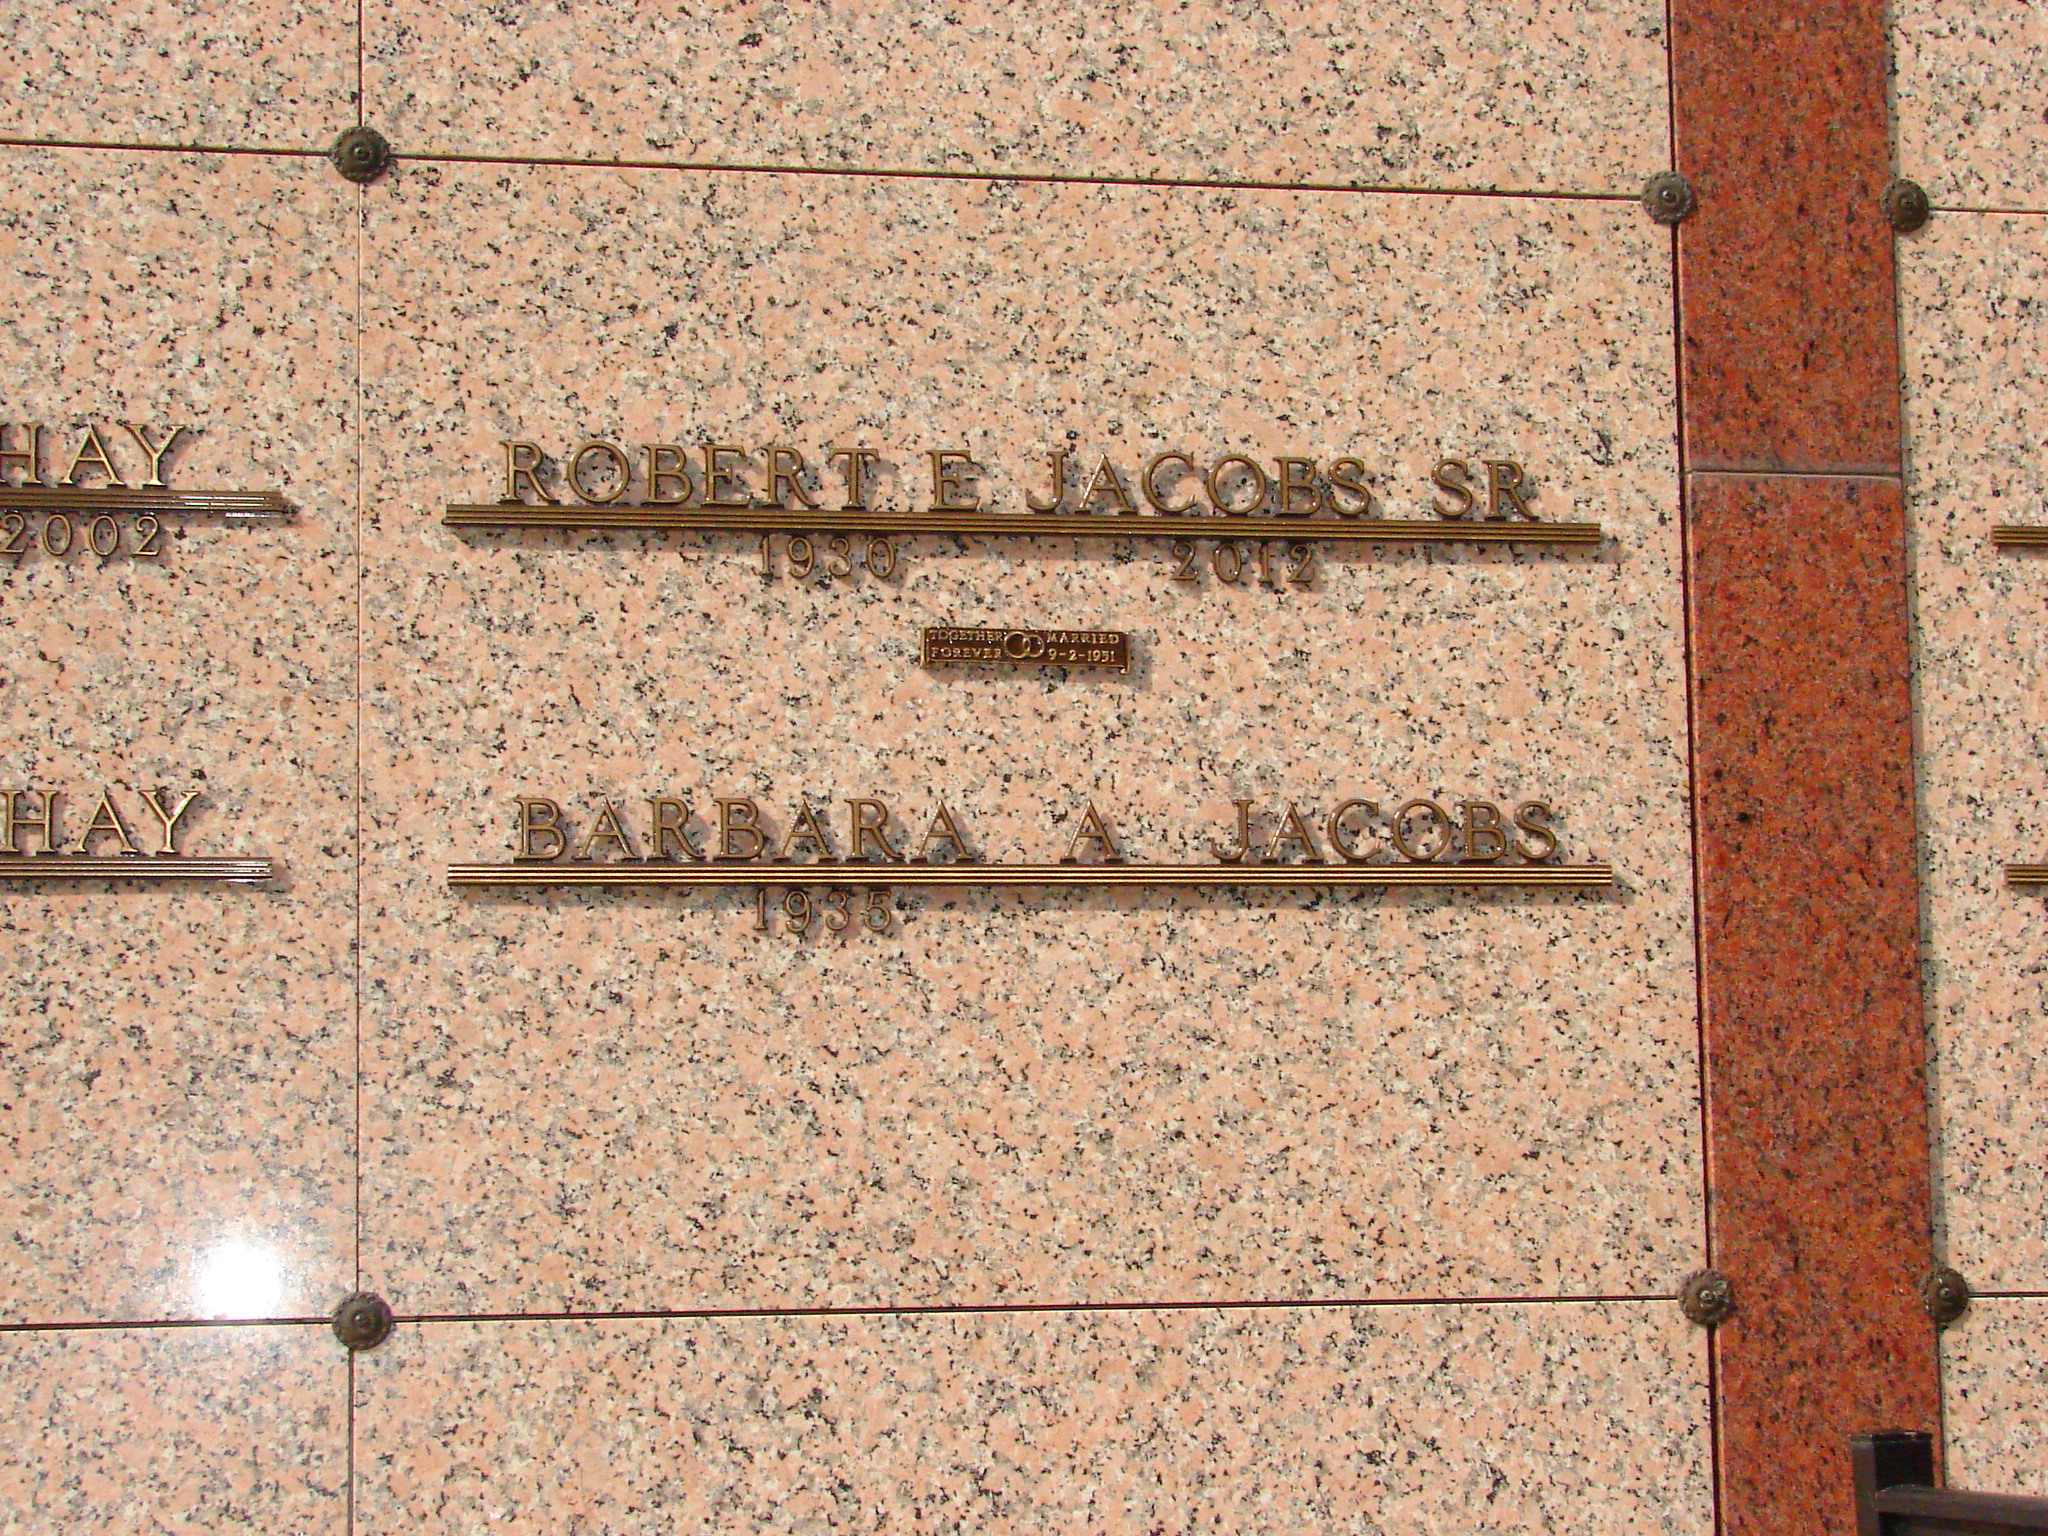 HAY
2002
HAY
ROBERT E JACOBS SR
1930 2012
TOGETHER MARRIED
FOREVER 9-2-1951
BARBARA A JACOBS
1935